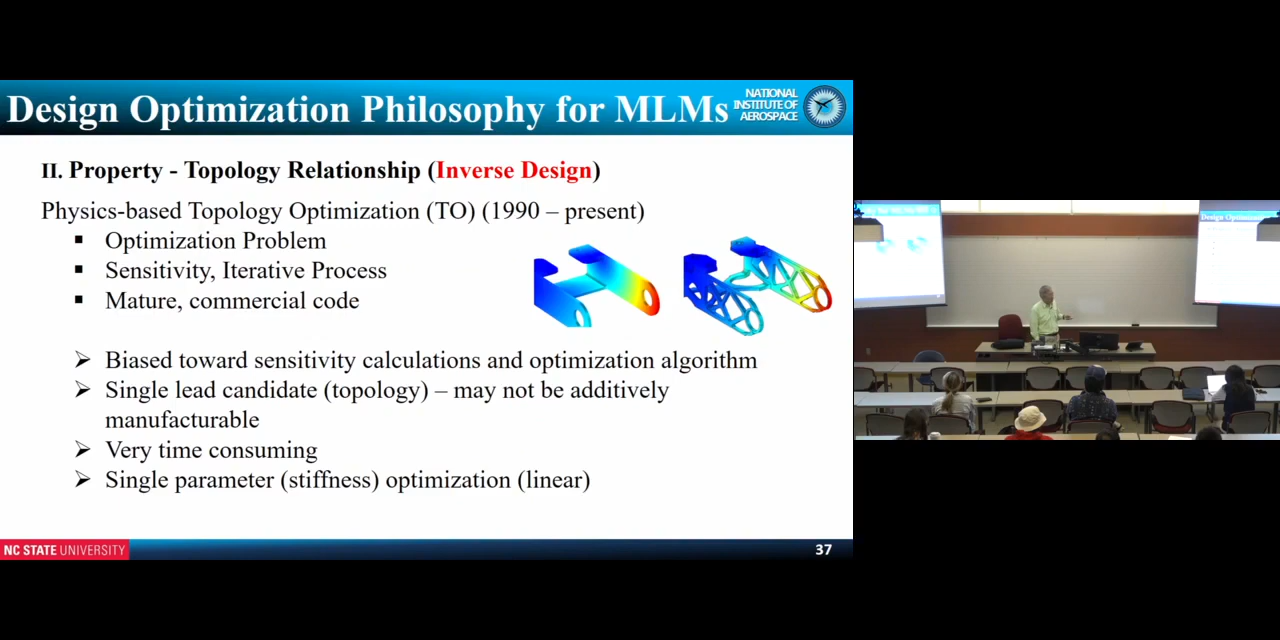 Design Optimization Philosophy for MLMs
NATIONAL
INSTITUTE OF
AEROSPACE
II. Property - Topology Relationship (Inverse Design)
Physics-based Topology Optimization (TO) (1990 – present)
▪ Optimization Problem
▪ Sensitivity, Iterative Process
▪ Mature, commercial code
➢ Biased toward sensitivity calculations and optimization algorithm
➢ Single lead candidate (topology) – may not be additively
manufacturable
➢ Very time consuming
➢ Single parameter (stiffness) optimization (linear)
NC STATE UNIVERSITY
37
Design Optimiz